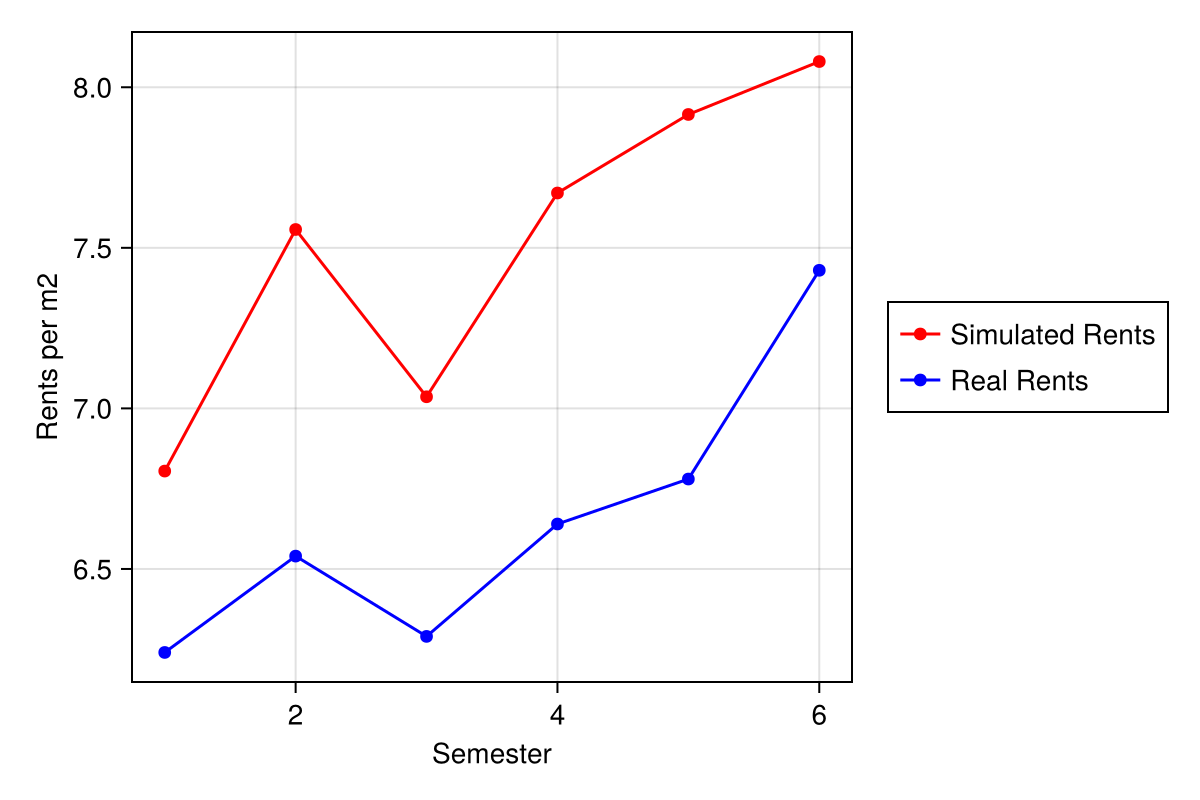 8.0
7.5
7.0
6.5
Rents per m2
2 4 6
Semester
Simulated Rents
Real Rents